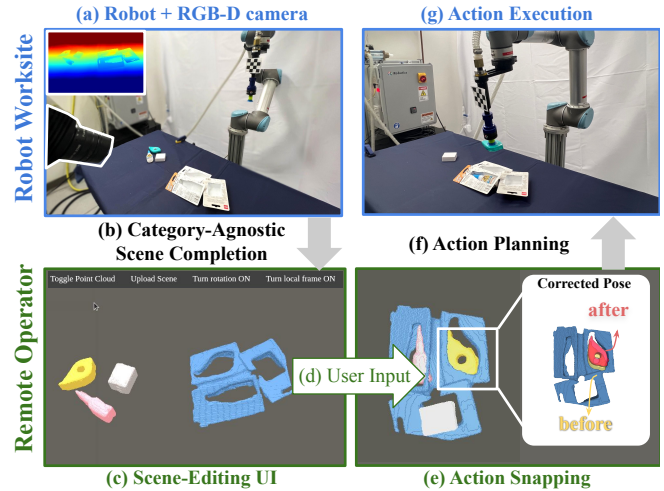 (a) Robot + RGB-D camera
(g) Action Execution
Robot Worksite
(b) Category-Agnostic
Scene Completion
(f) Action Planning
Remote Operator
Toggle Point Cloud Upload Scene Turn rotation ON Turn local frame ON
Corrected Pose
after
(d) User Input
before
(c) Scene-Editing UI
(e) Action Snapping